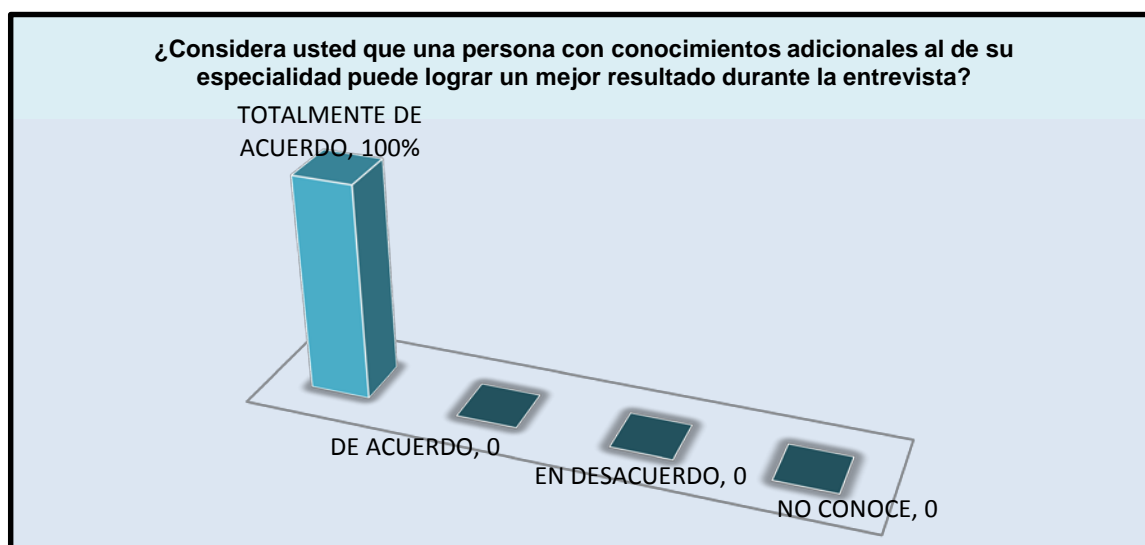 ¿Considera usted que una persona con conocimientos adicionales al de su
especialidad puede lograr un mejor resultado durante la entrevista?
TOTALMENTE DE
ACUERDO, 100%
DE ACUERDO, 0
EN DESACUERDO, 0
NO CONOCE, 0